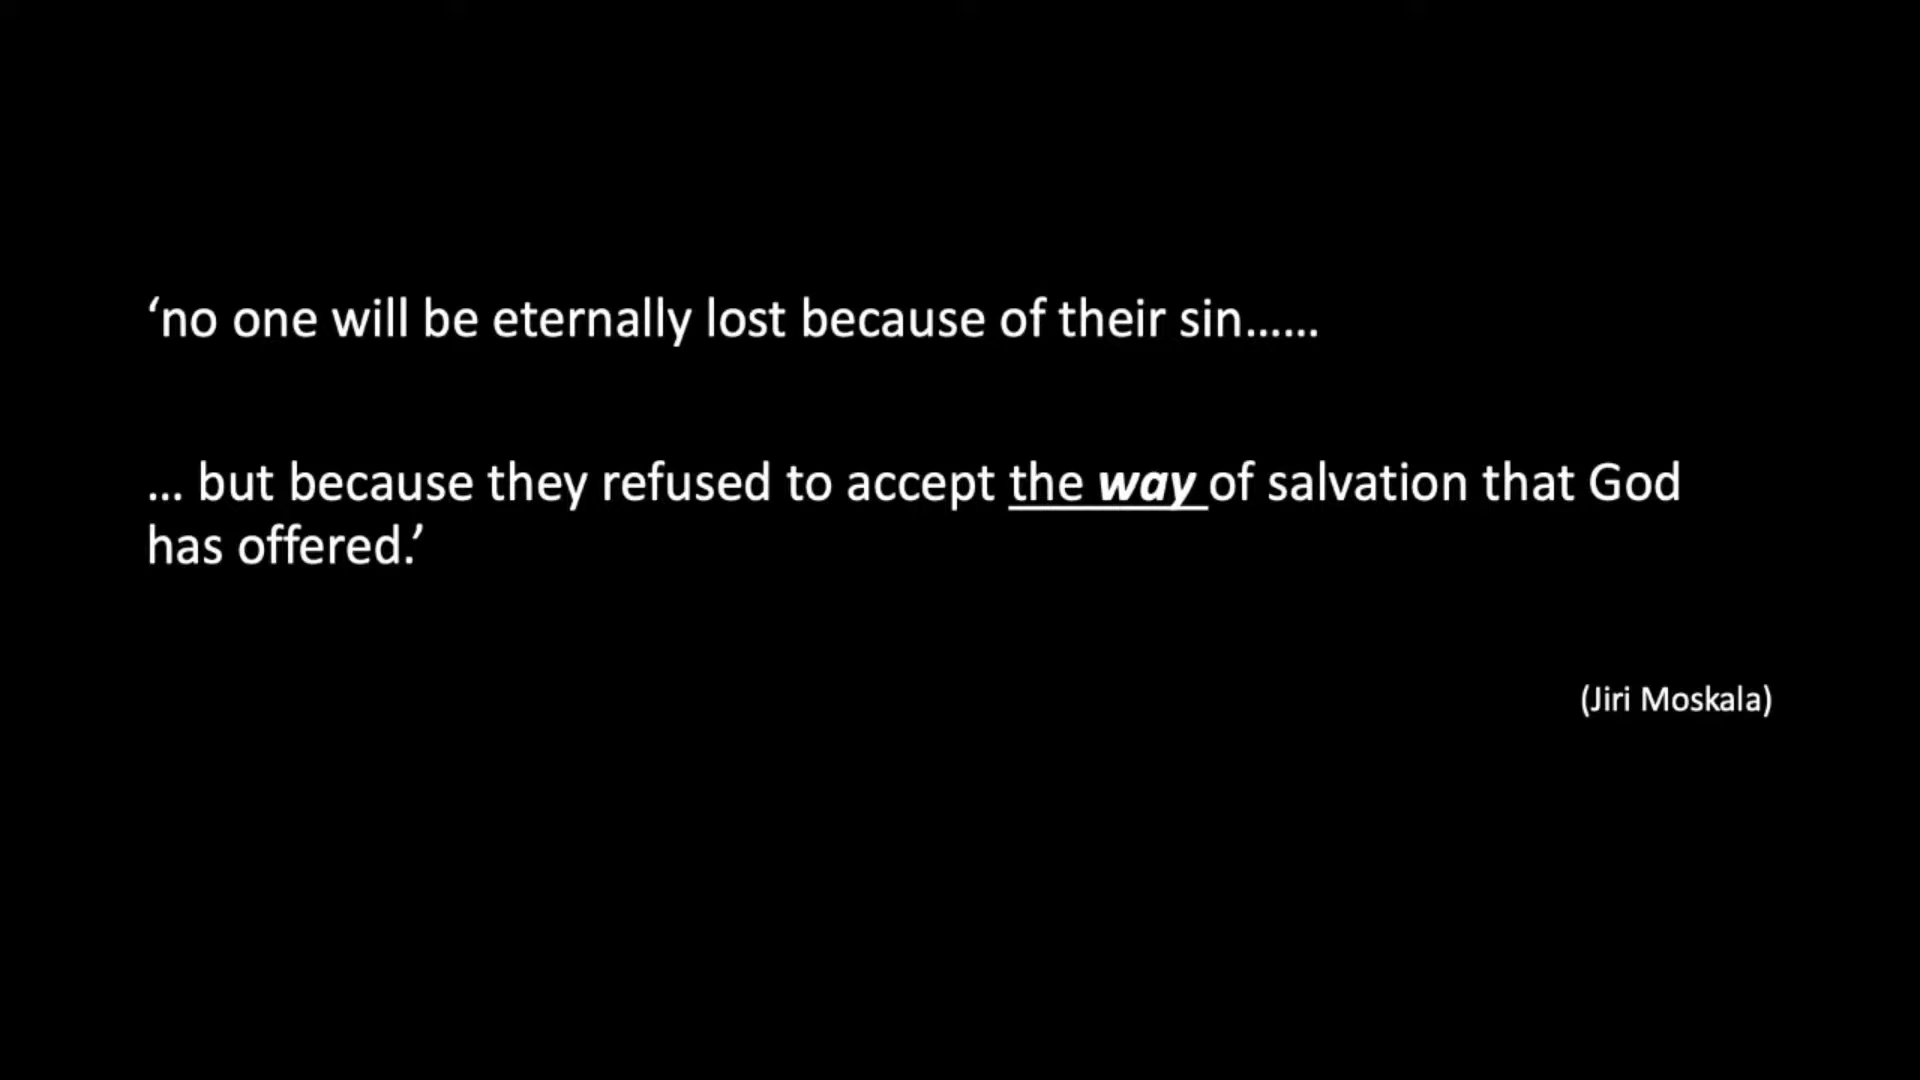 ‘no one will be eternally lost because of their sin......
... but because they refused to accept the way of salvation that God
has offered.’
(Jiri Moskala)